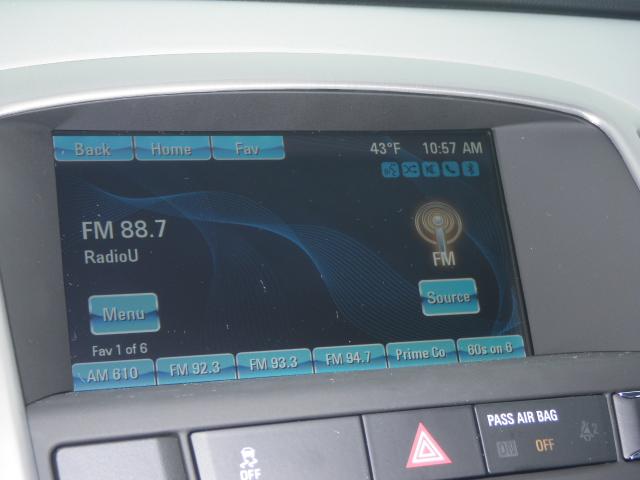 Back Home Fav 43°F 10:57 AM
FM 88.7
RadioU
FM
Menu Source
Fav 1 of 6
AM 610 FM 92.3 FM 93.3 FM 94.7 Prime Co 60s on 6
PASS AIR BAG
OFF ON OFF 2